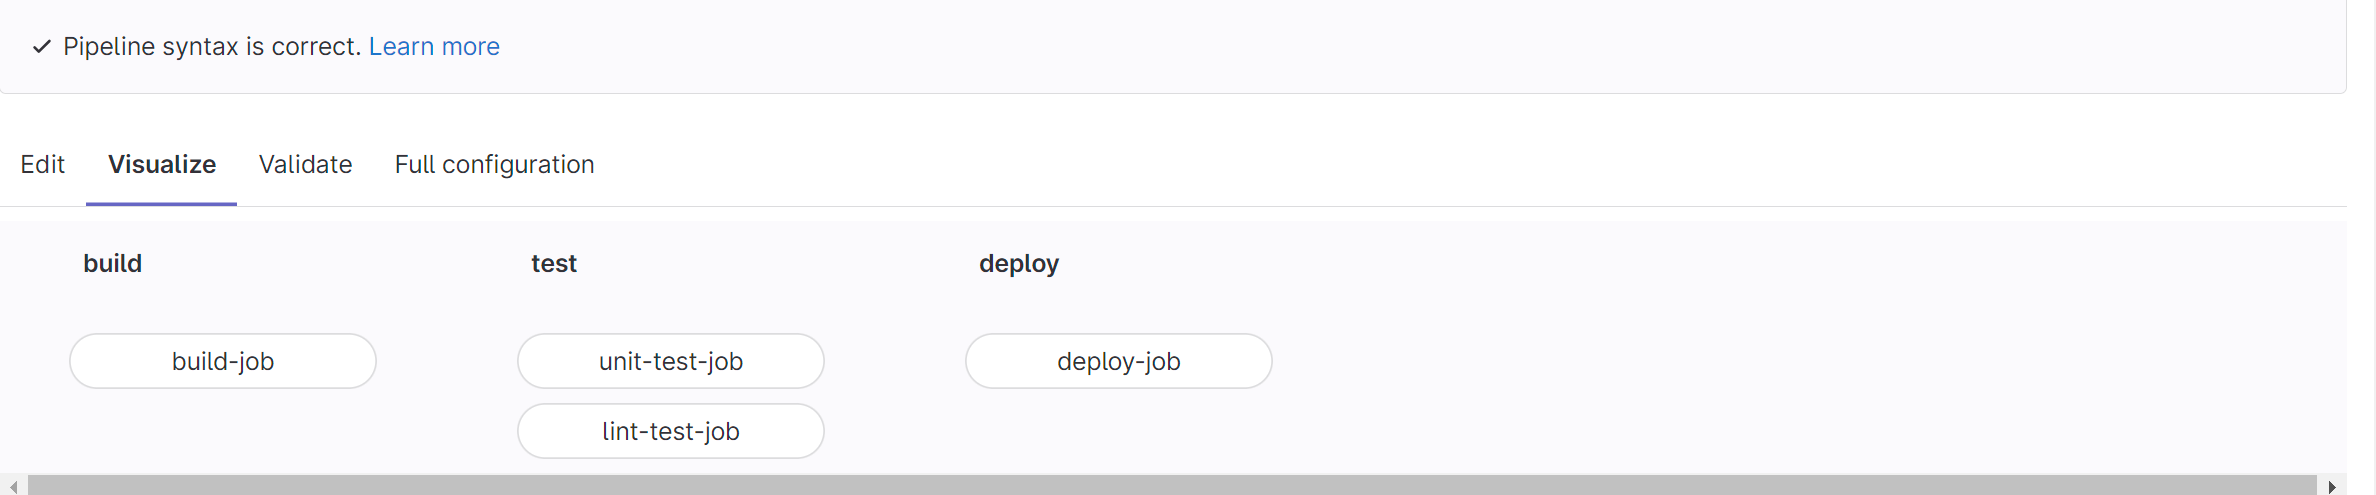 Pipeline syntax is correct. Learn more
Edit Visualize Validate Full configuration
build test deploy
build-job unit-test-job deploy-job
lint-test-job